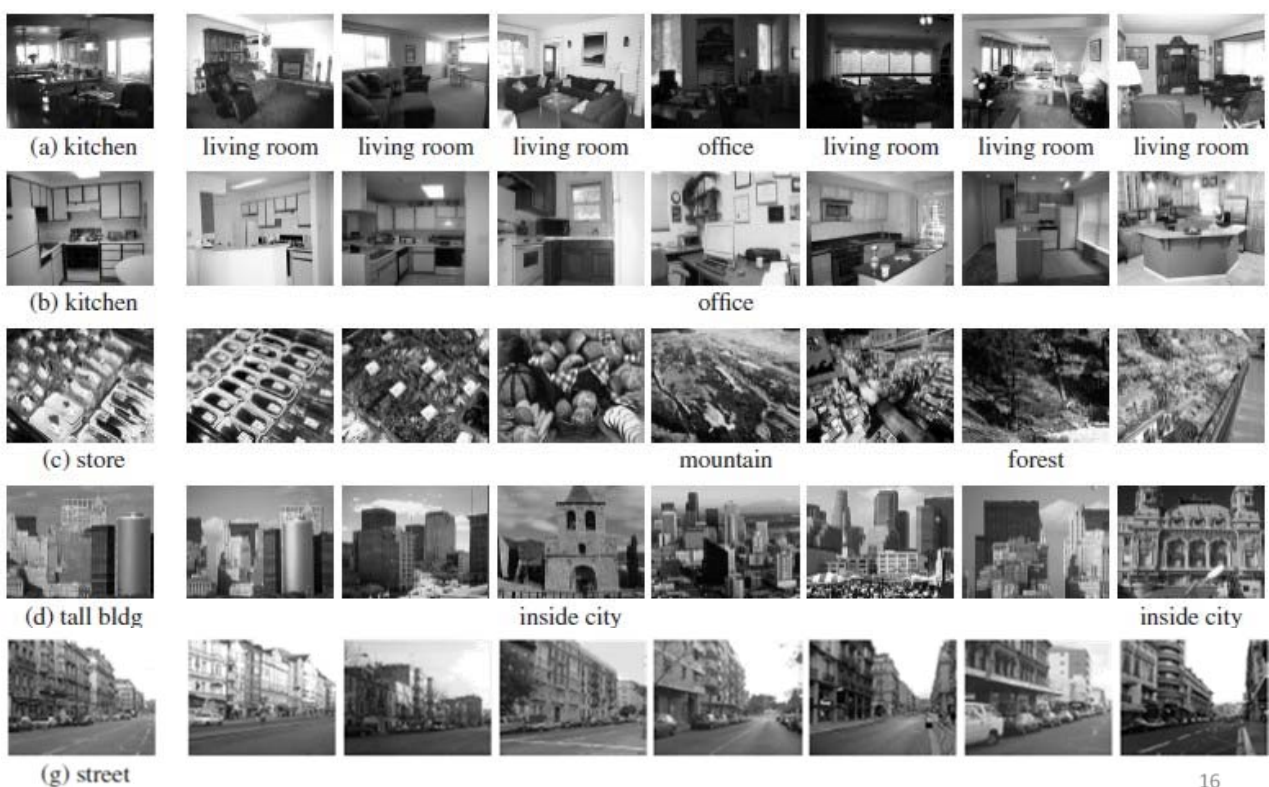 (a) kitchen living room living room living room office living room living room living room
(b) kitchen office
(c) store mountain forest
(d) tall bldg inside city inside city
(g) street
16